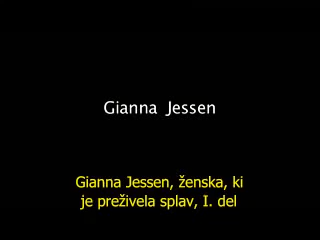 Gianna Jessen
Gianna Jessen, ženska, ki
je preživela splav, I. del